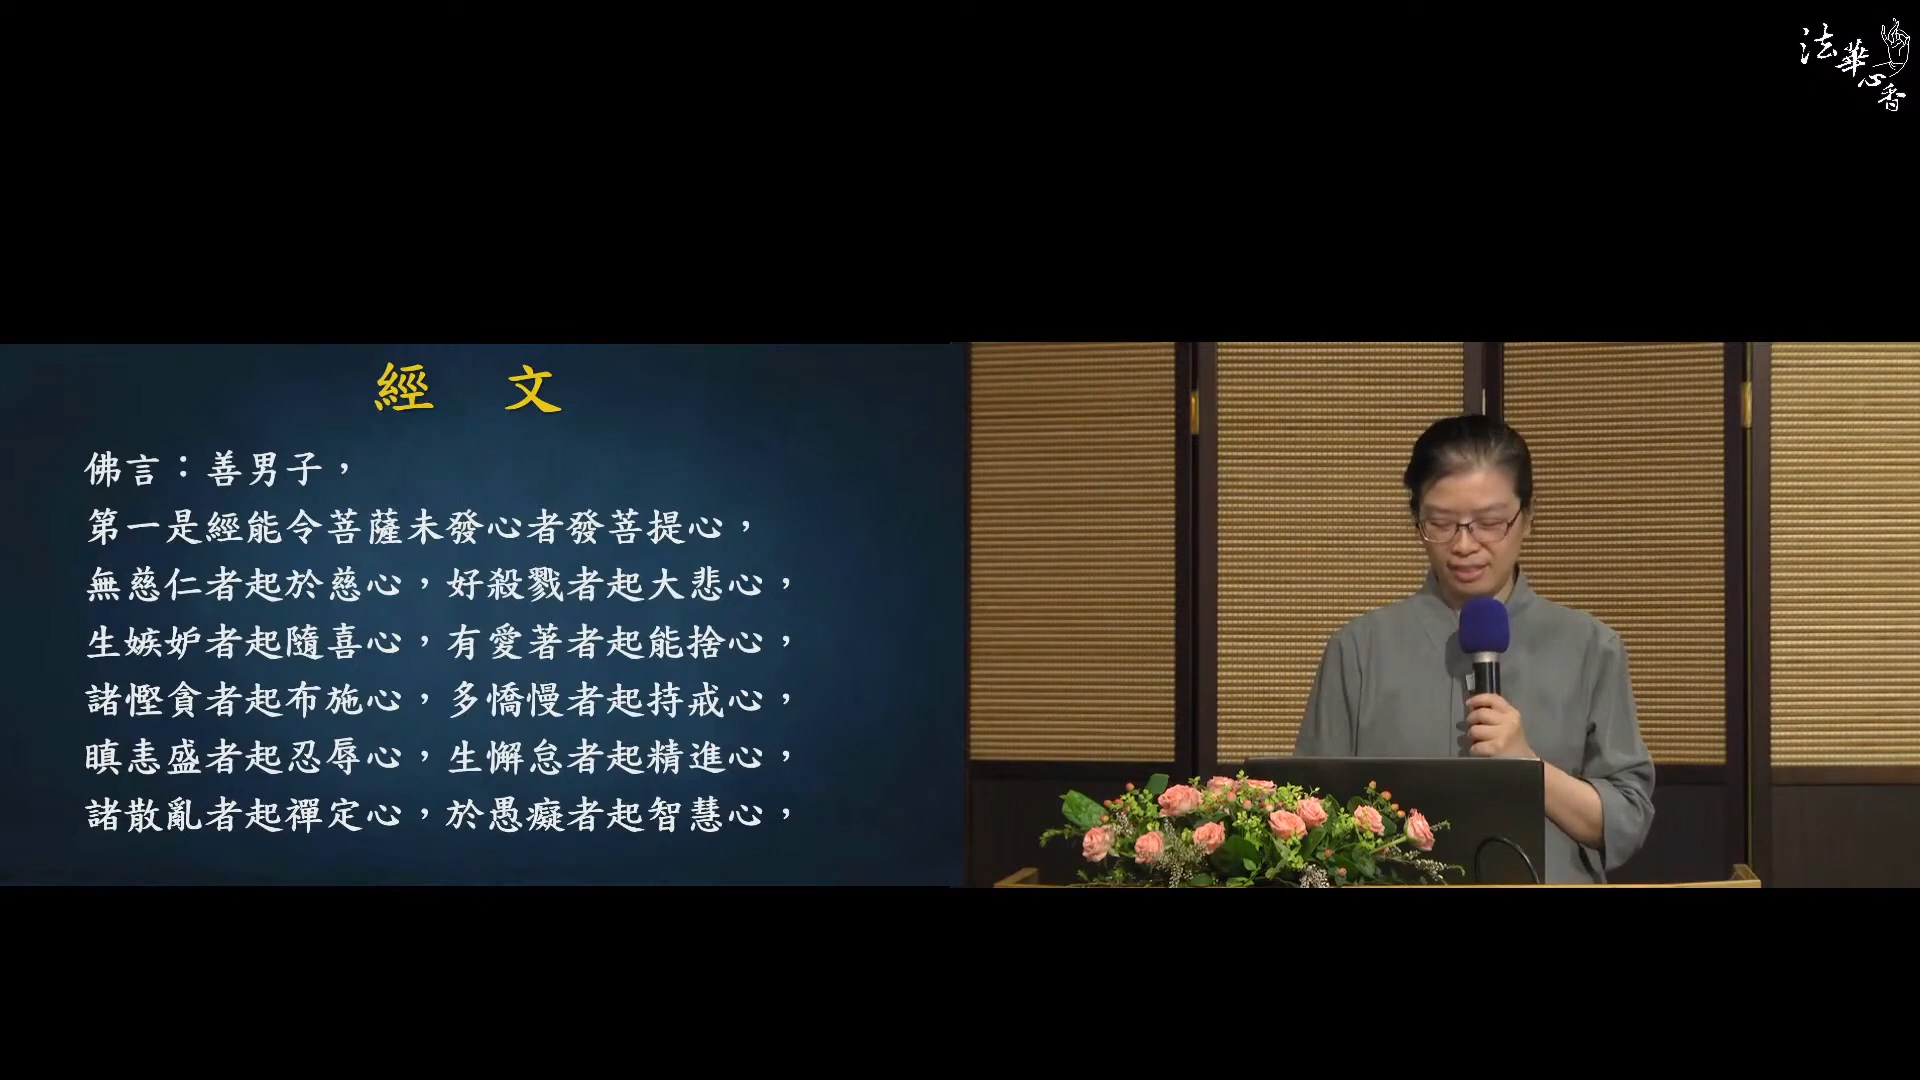 經 文
佛言：善男子，
第一是經能令菩薩未發心者發菩提心，
無慈仁者起於慈心，好殺戮者起大悲心，
生嫉妒者起隨喜心，有愛著者起能捨心，
諸慳貪者起布施心，多憍慢者起持戒心，
瞋恚盛者起忍辱心，生懈怠者起精進心，
諸散亂者起禪定心，於愚癡者起智慧心，
法華心香